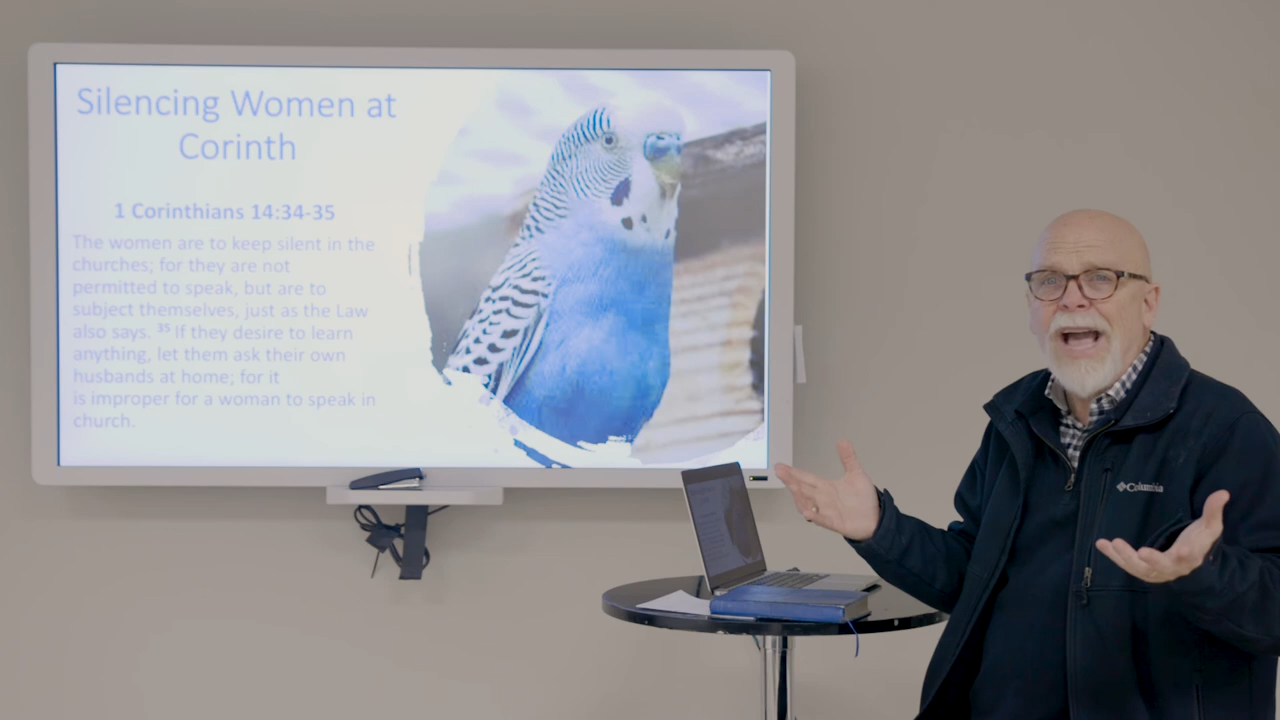 Silencing Women at
Corinth
1 Corinthians 14:34-35
The women are to keep silent in the
churches; for they are not
permitted to speak, but are to
subject themselves, just as the Law
also says. ³⁵ If they desire to learn
anything, let them ask their own
husbands at home; for it
is improper for a woman to speak in
church.
Columbia